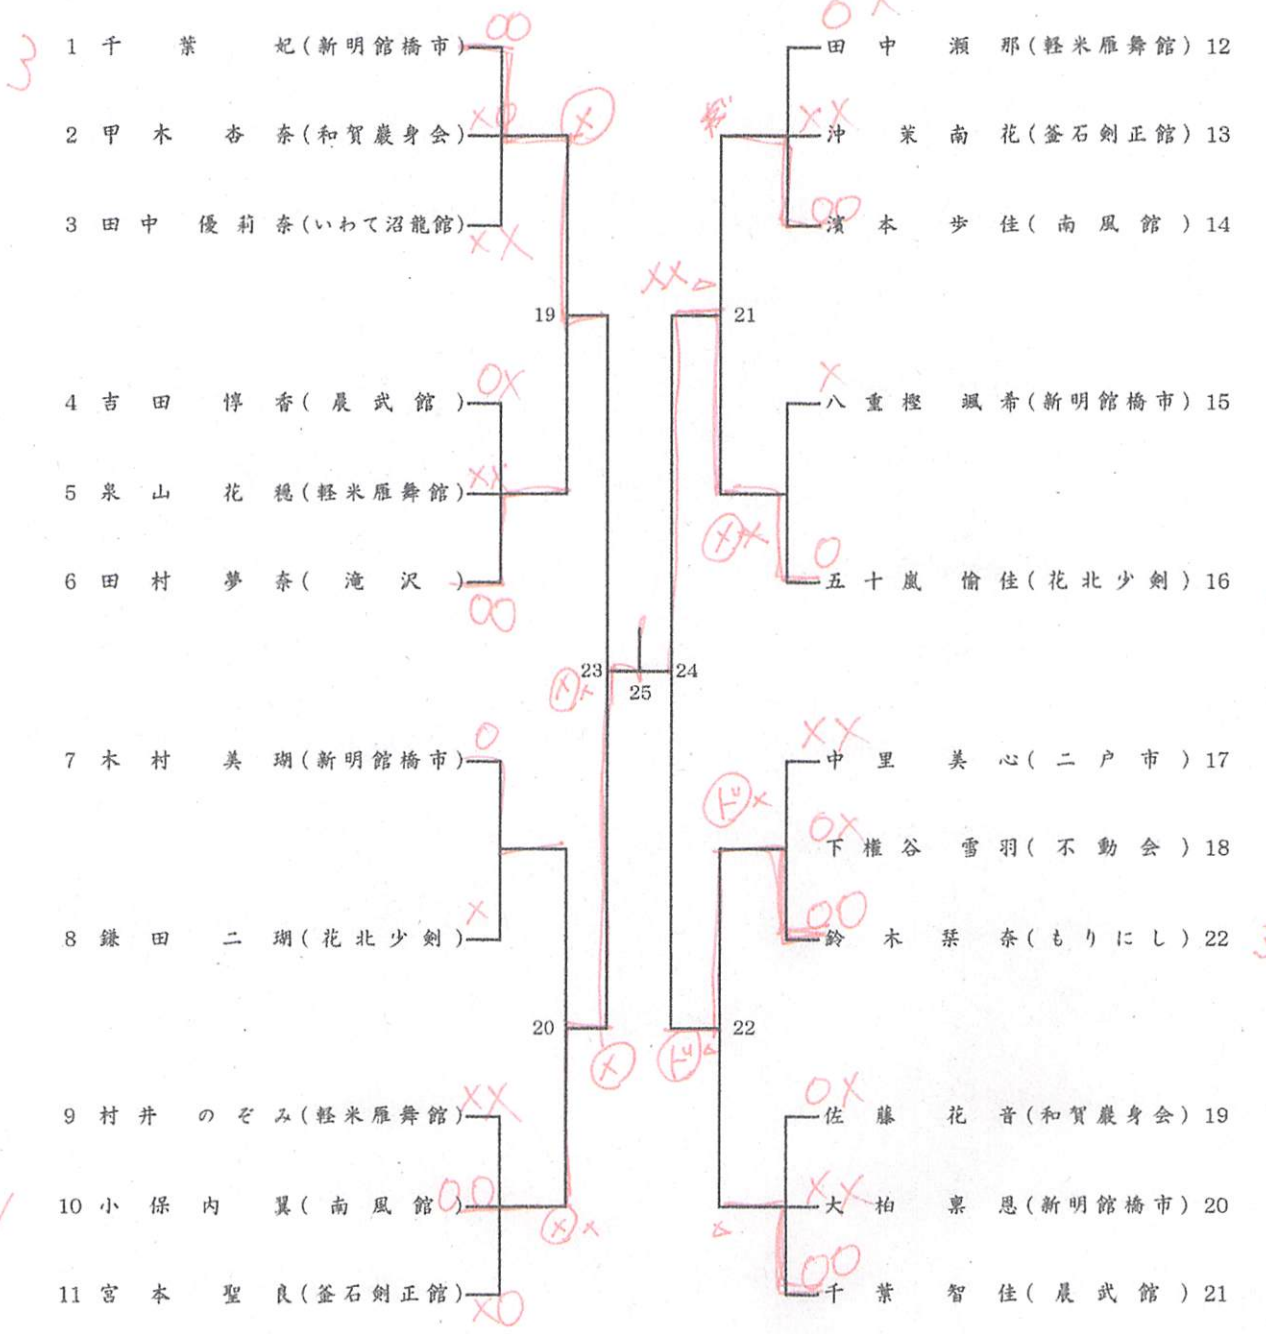 3
1 千葉 妃(新明館橋市)
○○
2 甲木 杏奈(和賀巌身会)
×○
3 田中 優莉奈(いわて沼龍館)
××
メ
19
4 吉田 惇香(晨武館)
○×
5 泉山 花穏(軽米雁舞館)
××
6 田村 夢奈(滝沢)
○○
23
メ×
7 木村 美瑚(新明館橋市)
○
8 鎌田 二瑚(花北少剣)
×
20
メ
9 村井 のぞみ(軽米雁舞館)
××
10 小保内 翼(南風館)
○○
メ×
11 宮本 聖良(釜石剣正館)
×○
25
○×
田中 瀬那(軽米雁舞館) 12
××
沖 茉南花(釜石剣正館) 13
○○
濱本 歩佳(南風館) 14
××△
21
×
八重樫 颯希(新明館橋市) 15
○
五十嵐 愉佳(花北少剣) 16
メメ
24
××
中里 美心(二戸市) 17
ド×
○×
下権谷 雪羽(不動会) 18
○○
鈴木 栞奈(もりにし) 22
22
ド△
○×
佐藤 花音(和賀巌身会) 19
××
大柏 稟恩(新明館橋市) 20
△
○○
千葉 智佳(晨武館) 21